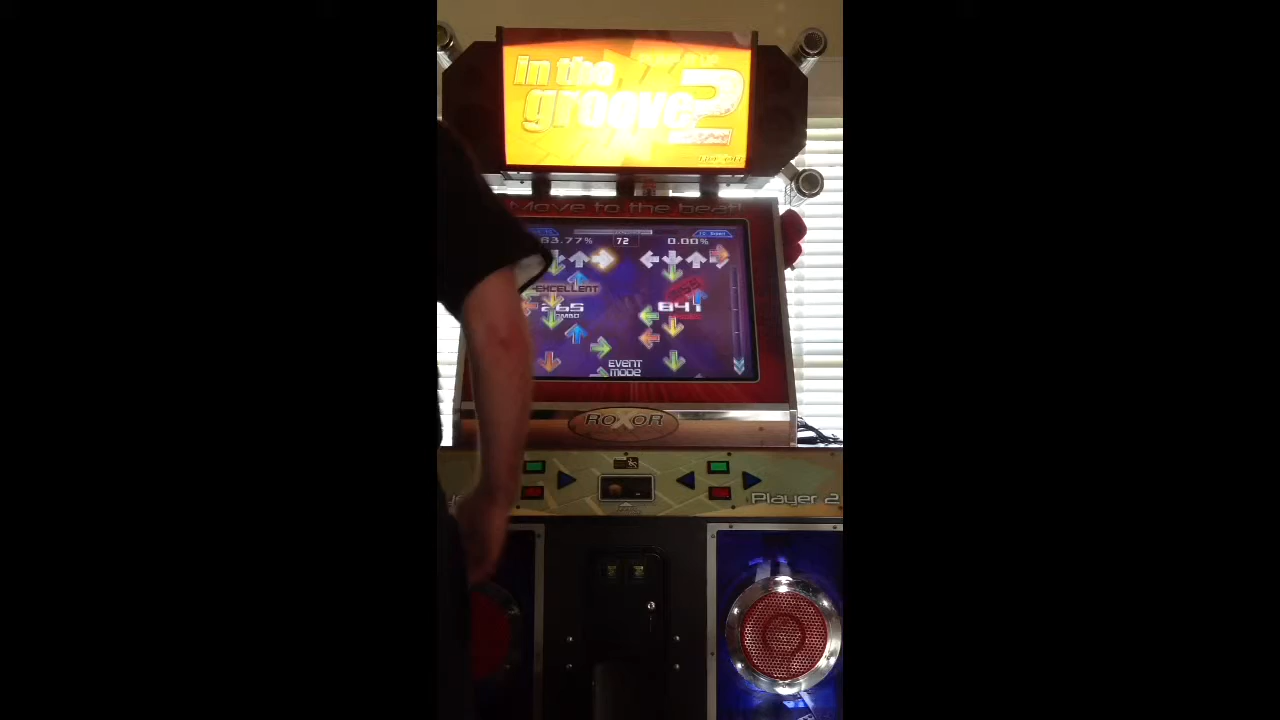 in the
groove 2
Move to the beat!
63.77% 72 0.00%
EXCELLENT
265 841
COMBO
EVENT
MODE
ROXOR
Player 2